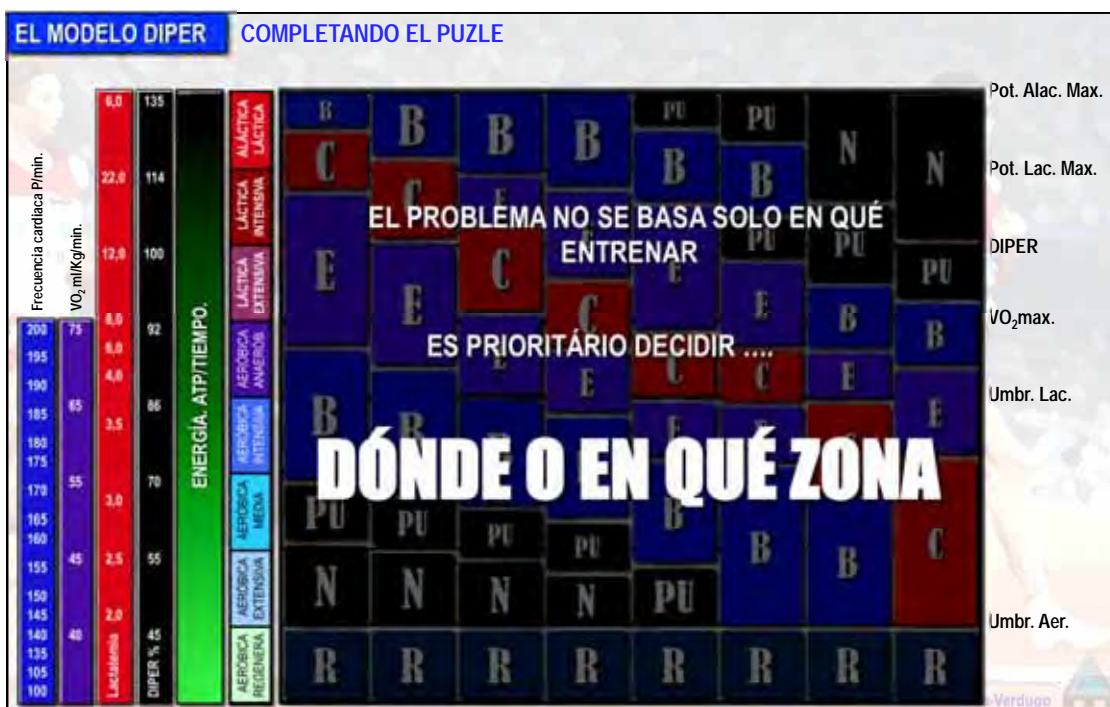 EL MODELO DIPER
COMPLETANDO EL PUZLE
Frecuencia cardiaca P/min.
200
195
190
185
180
175
170
165
160
155
150
145
140
135
105
100
VO2 ml/Kg/min.
75
65
55
45
40
6,0
22,0
12,0
8,0
6,0
4,0
3,5
3,0
2,5
2,0
Lactatemia
135
114
100
92
86
70
55
45
DIPER %
ENERGÍA. ATP/TIEMPO.
ALÁCTICA
LÁCTICA
LÁCTICA
INTENSIVA
LÁCTICA
EXTENSIVA
AERÓBICA
ANAEROB
AERÓBICA
INTENSIVA
AERÓBICA
MEDIA
AERÓBICA
EXTENSIVA
AERÓBICA
REGENERA
B B B B PU PU N N
C C B B
E E E PU PU PU
EL PROBLEMA NO SE BASA SOLO EN QUÉ
ENTRENAR
E C C E E B B
ES PRIORITÁRIO DECIDIR ....
E E C C E E
B B
DÓNDE O EN QUÉ ZONA
PU PU PU PU B B B C
N N N N PU
R R R R R R R R
Pot. Alac. Max.
Pot. Lac. Max.
DIPER
VO2max.
Umbr. Lac.
Umbr. Aer.
Verdugo